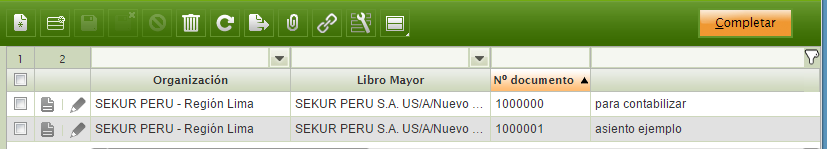 Completar
1 2
Organización Libro Mayor Nº documento
SEKUR PERU - Región Lima SEKUR PERU S.A. US/A/Nuevo ... 1000000 para contabilizar
SEKUR PERU - Región Lima SEKUR PERU S.A. US/A/Nuevo ... 1000001 asiento ejemplo